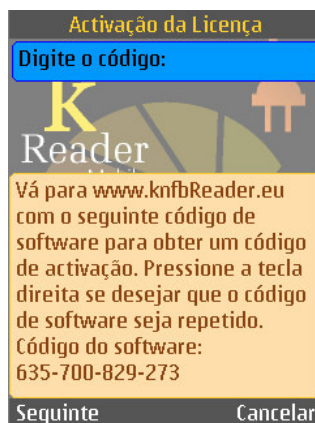 Activação da Licença
Digite o código:
K
Reader
Vá para www.knfbReader.eu
com o seguinte código de
software para obter um código
de activação. Pressione a tecla
direita se desejar que o código
de software seja repetido.
Código do software:
635-700-829-273
Seguinte Cancelar